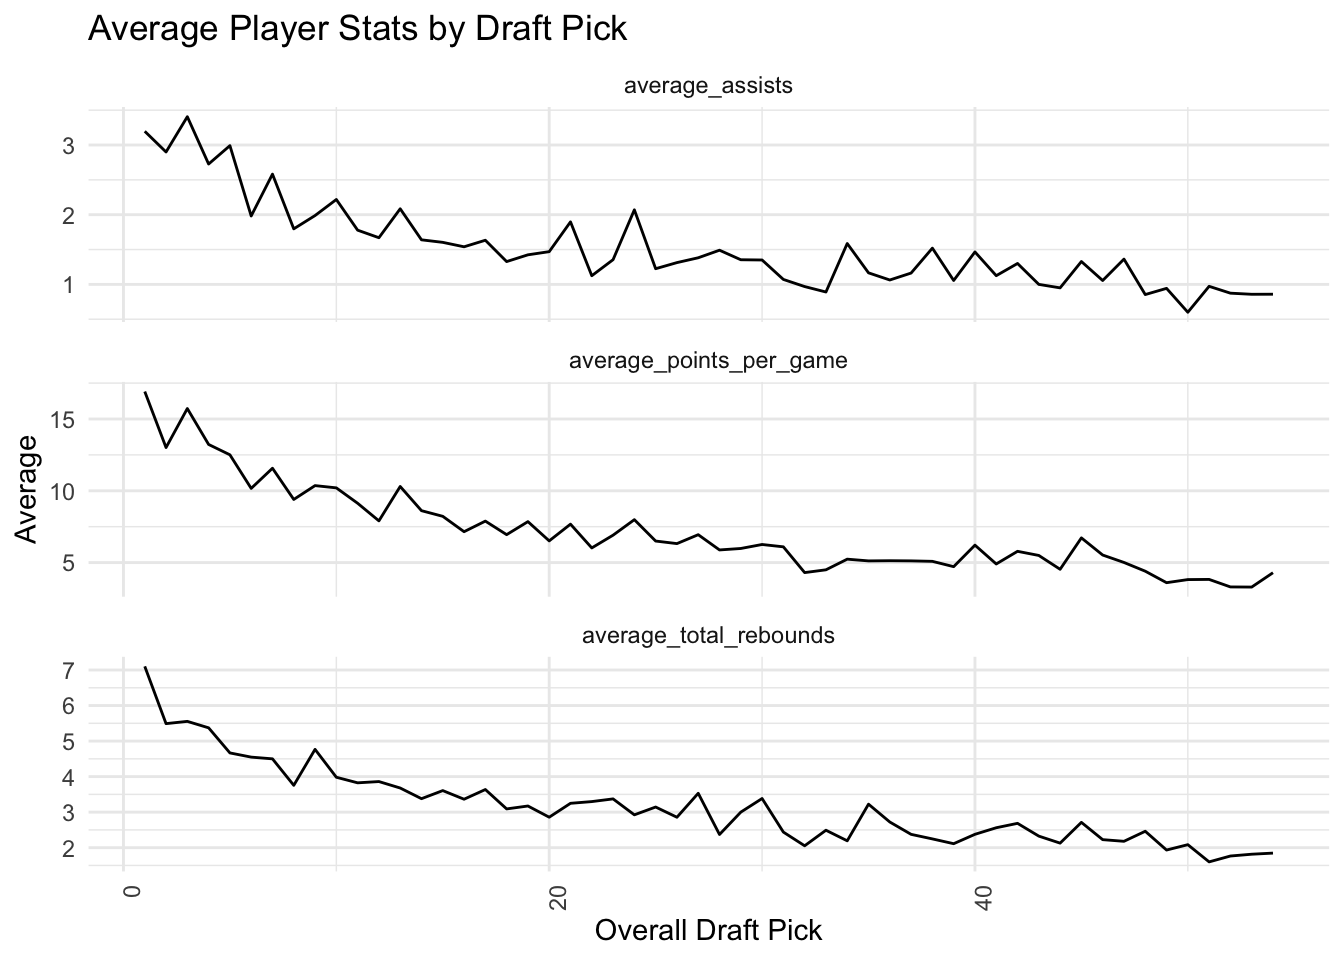 Average Player Stats by Draft Pick
average_assists
3
2
1
average_points_per_game
15
10
5
Average
average_total_rebounds
7
6
5
4
3
2
0
20
40
Overall Draft Pick